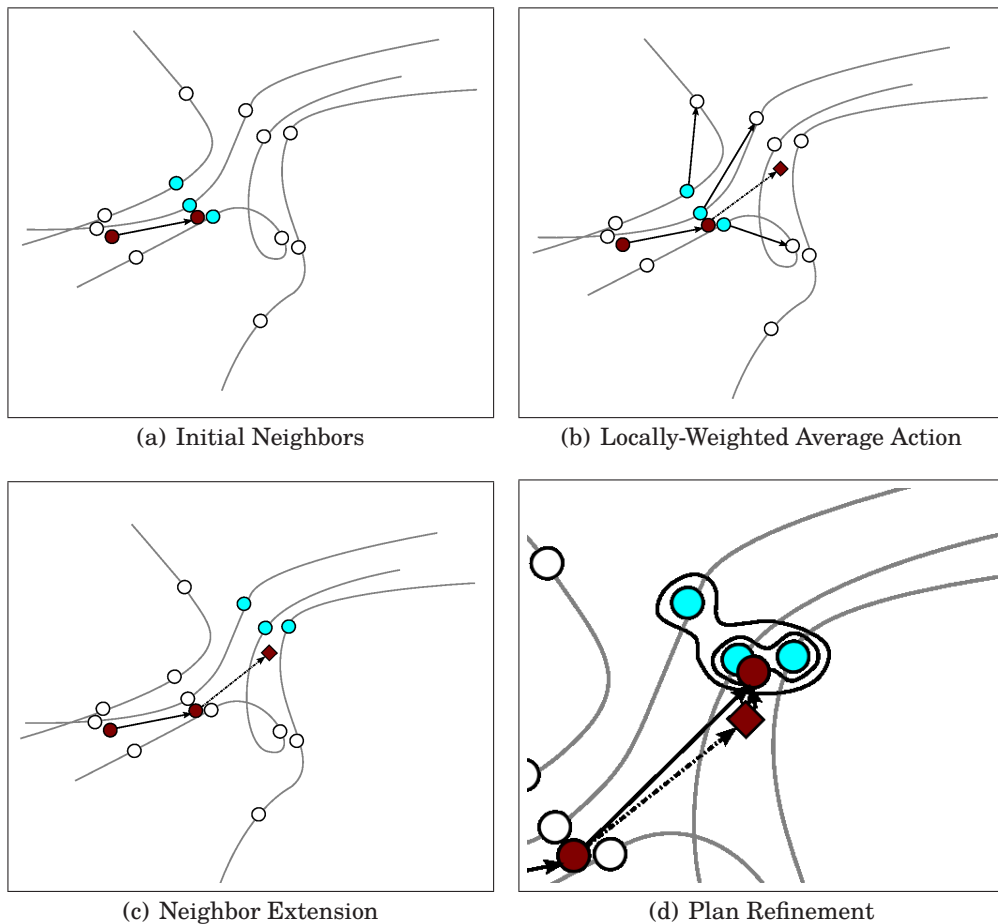 (a) Initial Neighbors
(b) Locally-Weighted Average Action
(c) Neighbor Extension
(d) Plan Refinement